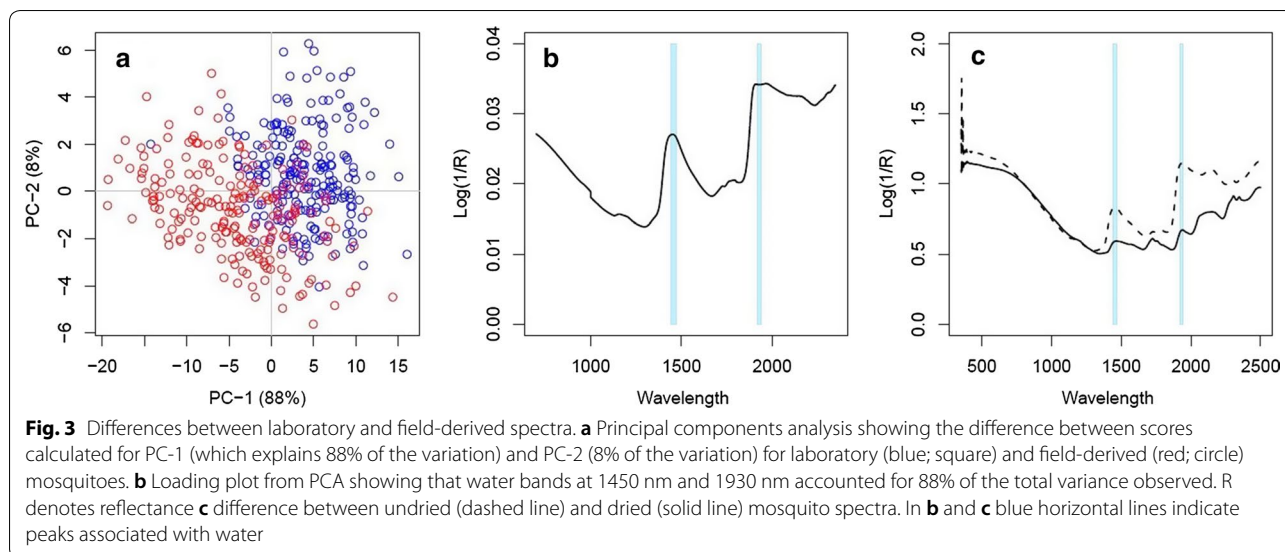 a
6
4
2
0
−2
−4
−6
PC−2 (8%)
−20
−10
−5
0
5
10
15
PC−1 (88%)
b
0.04
0.03
0.02
0.01
0.00
Log(1/R)
1000
1500
2000
Wavelength
c
2.0
1.5
1.0
0.5
0.0
Log(1/R)
500
1000
1500
2000
2500
Wavelength
Fig. 3 Differences between laboratory and field-derived spectra. a Principal components analysis showing the difference between scores
calculated for PC-1 (which explains 88% of the variation) and PC-2 (8% of the variation) for laboratory (blue; square) and field-derived (red; circle)
mosquitoes. b Loading plot from PCA showing that water bands at 1450 nm and 1930 nm accounted for 88% of the total variance observed. R
denotes reflectance c difference between undried (dashed line) and dried (solid line) mosquito spectra. In b and c blue horizontal lines indicate
peaks associated with water